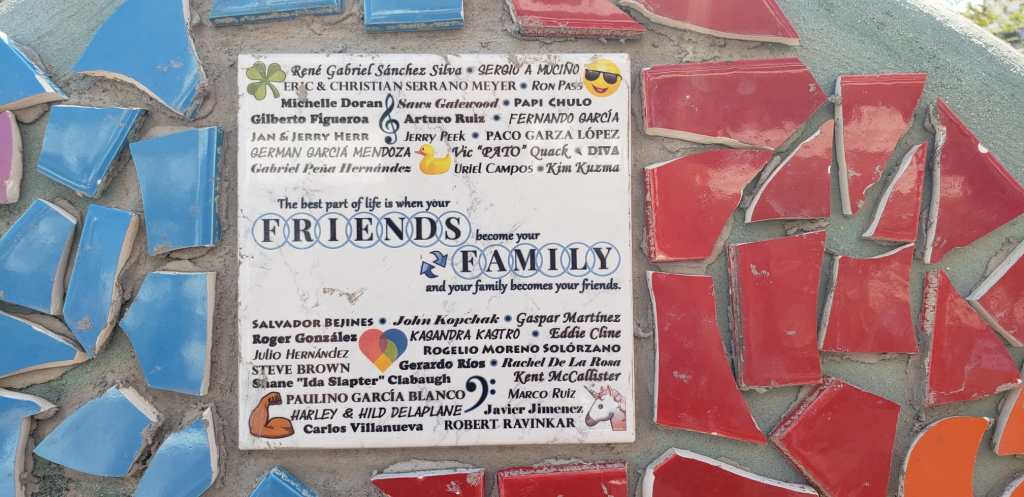 René Gabriel Sánchez Silva • SERGIO A MUCIÑO
ERIC & CHRISTIAN SERRANO MEYER • RON PASS
Michelle Doran Saws Gatewood • PAPI CHULO
Gilberto Figueroa Arturo Ruiz • FERNANDO GARCÍA
JAN & JERRY HERR JERRY PEEK • PACO GARZA LÓPEZ
GERMAN GARCIÁ MENDOZA Vic "PATO" Quack • DIVA
Gabriel Peña Hernández URIEL CAMPOS • Kim Kuzma
The best part of life is when your
FRIENDS become your
FAMILY
and your family becomes your friends.
SALVADOR BEJINES • John Kopchak • Gaspar Martínez
Roger González KASANDRA KASTRO • Eddie Cline
Julio Hernández ROGELIO MORENO SOLÓRZANO
STEVE BROWN Gerardo Ríos • Rachel De La Rosa
Shane "Ida Slapter" Clabaugh Kent McCallister
PAULINO GARCÍA BLANCO MARCO RUIZ
HARLEY & HILD DELAPLANE Javier Jimenez
Carlos Villanueva ROBERT RAVINKAR